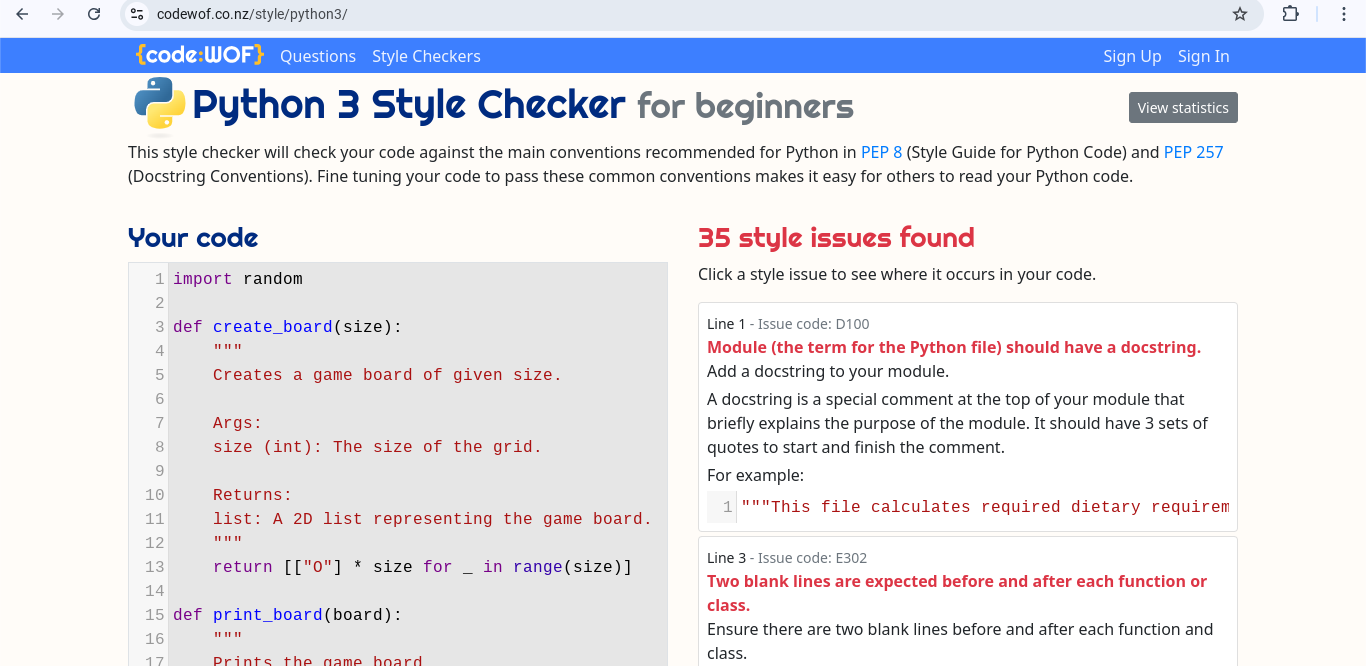 codewof.co.nz/style/python3/
{code:WOF} Questions Style Checkers Sign Up Sign In
Python 3 Style Checker for beginners
View statistics
This style checker will check your code against the main conventions recommended for Python in PEP 8 (Style Guide for Python Code) and PEP 257
(Docstring Conventions). Fine tuning your code to pass these common conventions makes it easy for others to read your Python code.
Your code
1 import random
2
3 def create_board(size):
4     """
5     Creates a game board of given size.
6
7     Args:
8     size (int): The size of the grid.
9
10     Returns:
11     list: A 2D list representing the game board.
12     """
13     return [["O"] * size for _ in range(size)]
14
15 def print_board(board):
16     """
17     Prints the game board
35 style issues found
Click a style issue to see where it occurs in your code.
Line 1 - Issue code: D100
Module (the term for the Python file) should have a docstring.
Add a docstring to your module.
A docstring is a special comment at the top of your module that
briefly explains the purpose of the module. It should have 3 sets of
quotes to start and finish the comment.
For example:
1 """This file calculates required dietary requirem
Line 3 - Issue code: E302
Two blank lines are expected before and after each function or
class.
Ensure there are two blank lines before and after each function and
class.